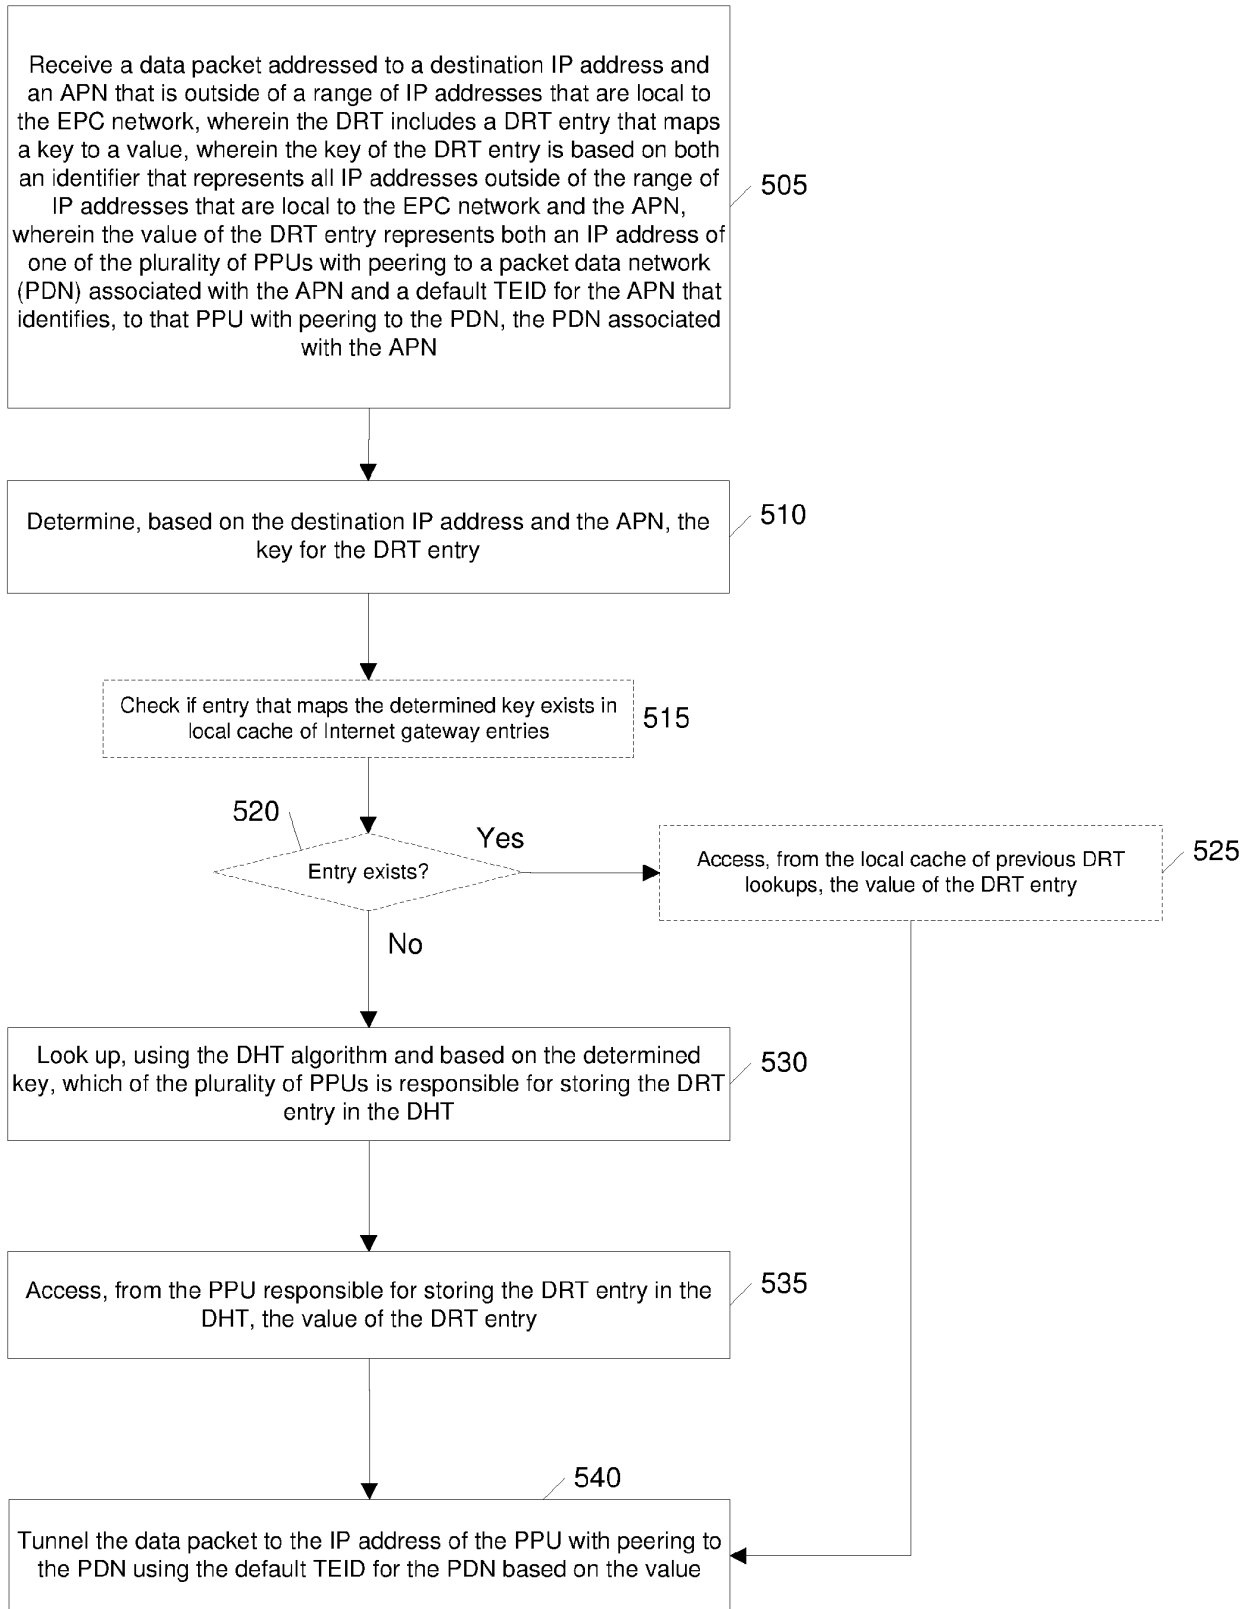 Receive a data packet addressed to a destination IP address and
an APN that is outside of a range of IP addresses that are local to
the EPC network, wherein the DRT includes a DRT entry that maps
a key to a value, wherein the key of the DRT entry is based on both
an identifier that represents all IP addresses outside of the range of
IP addresses that are local to the EPC network and the APN,
wherein the value of the DRT entry represents both an IP address of
one of the plurality of PPUs with peering to a packet data network
(PDN) associated with the APN and a default TEID for the APN that
identifies, to that PPU with peering to the PDN, the PDN associated
with the APN
505
Determine, based on the destination IP address and the APN, the
key for the DRT entry
510
Check if entry that maps the determined key exists in
local cache of Internet gateway entries
515
520
Entry exists?
Yes
No
Access, from the local cache of previous DRT
lookups, the value of the DRT entry
525
Look up, using the DHT algorithm and based on the determined
key, which of the plurality of PPUs is responsible for storing the DRT
entry in the DHT
530
Access, from the PPU responsible for storing the DRT entry in the
DHT, the value of the DRT entry
535
540
Tunnel the data packet to the IP address of the PPU with peering to
the PDN using the default TEID for the PDN based on the value